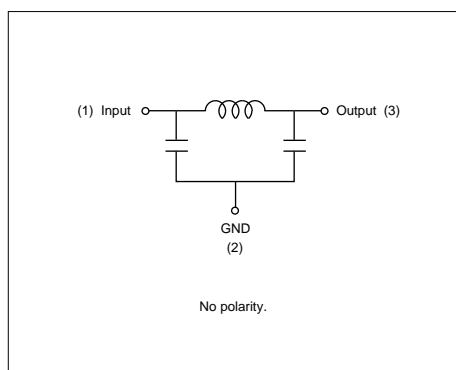 (1) Input
Output (3)
GND
(2)
No polarity.